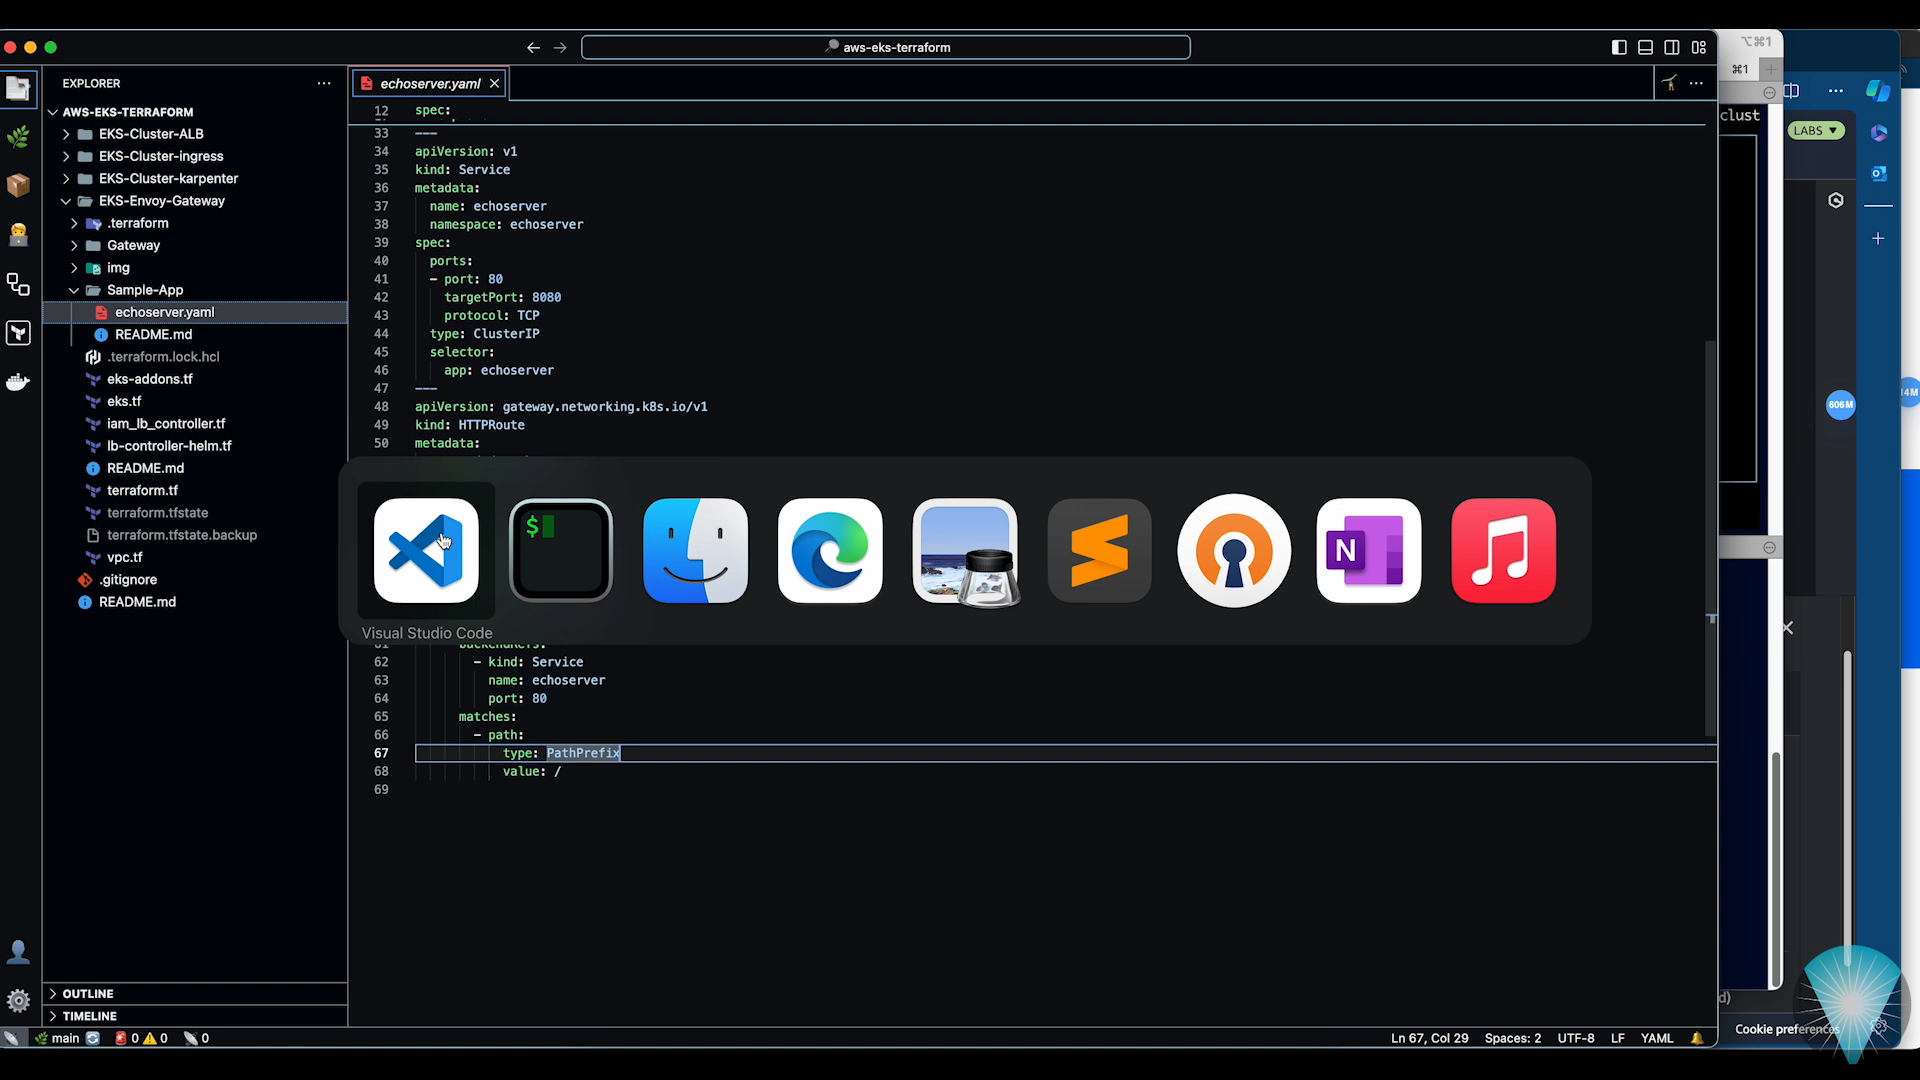 aws-eks-terraform
⌥⌘1
EXPLORER
echoserver.yaml
⌘1
AWS-EKS-TERRAFORM
EKS-Cluster-ALB
EKS-Cluster-ingress
EKS-Cluster-karpenter
EKS-Envoy-Gateway
.terraform
Gateway
img
Sample-App
echoserver.yaml
README.md
.terraform.lock.hcl
eks-addons.tf
eks.tf
iam_lb_controller.tf
lb-controller-helm.tf
README.md
terraform.tf
terraform.tfstate
terraform.tfstate.backup
vpc.tf
.gitignore
README.md
OUTLINE
TIMELINE
12 spec:
33 ---
34 apiVersion: v1
35 kind: Service
36 metadata:
37 name: echoserver
38 namespace: echoserver
39 spec:
40 ports:
41 - port: 80
42 targetPort: 8080
43 protocol: TCP
44 type: ClusterIP
45 selector:
46 app: echoserver
47 ---
48 apiVersion: gateway.networking.k8s.io/v1
49 kind: HTTPRoute
50 metadata:
$
N
Visual Studio Code
61 backendRefs:
62 - kind: Service
63 name: echoserver
64 port: 80
65 matches:
66 - path:
67 type: PathPrefix
68 value: /
69
clust
LABS
606M
14M
d)
Cookie preferences
main
0 0
0
Ln 67, Col 29
Spaces: 2
UTF-8
LF
YAML